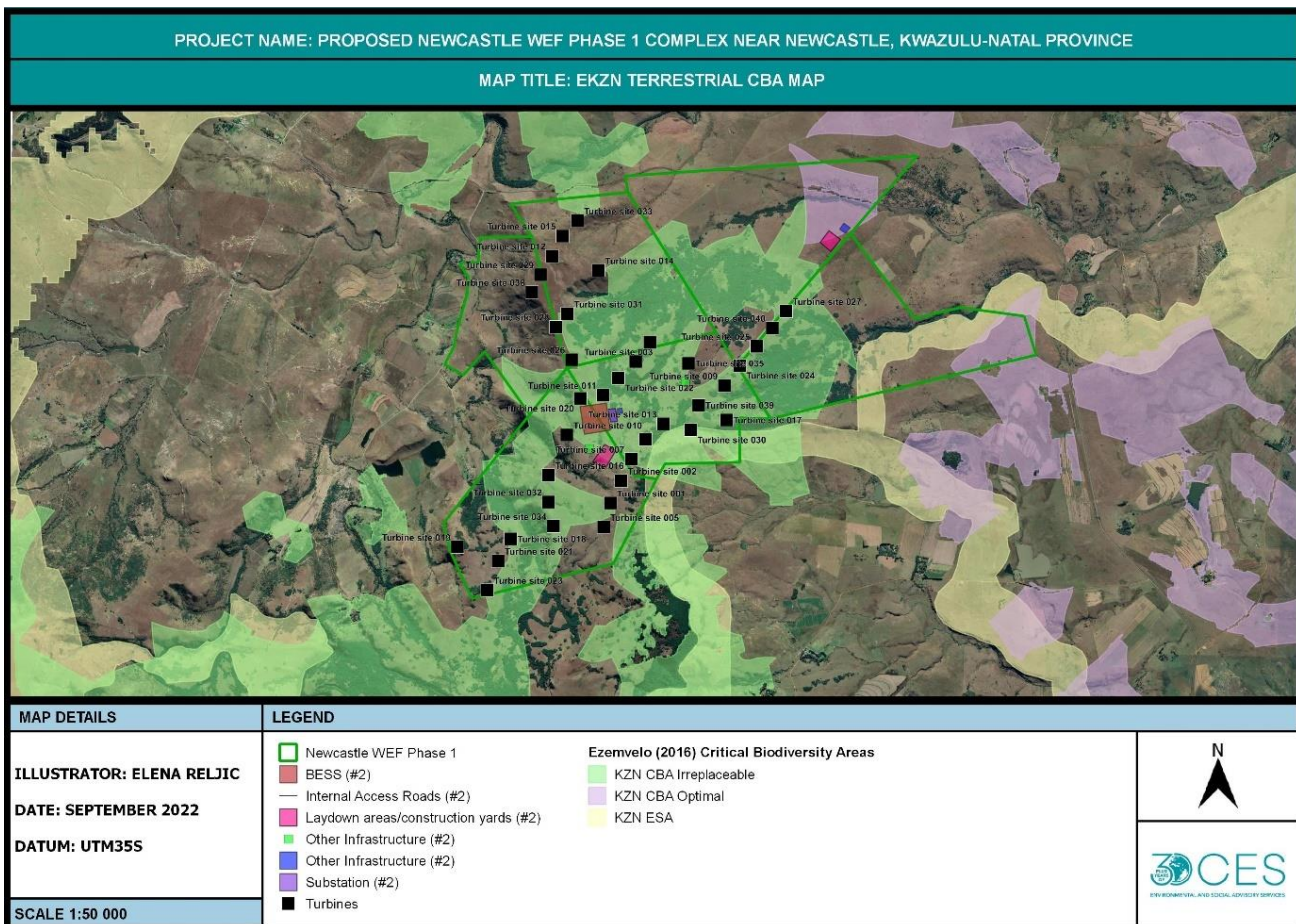 PROJECT NAME: PROPOSED NEWCASTLE WEF PHASE 1 COMPLEX NEAR NEWCASTLE, KWAZULU-NATAL PROVINCE
MAP TITLE: EKZN TERRESTRIAL CBA MAP
Turbine site 033
Turbine site 015
Turbine site 012
Turbine site 029
Turbine site 014
Turbine site 031
Turbine site 027
Turbine site 040
Turbine site 025
Turbine site 003
Turbine site 035
Turbine site 009
Turbine site 024
Turbine site 011
Turbine site 022
Turbine site 020
Turbine site 039
Turbine site 013
Turbine site 017
Turbine site 010
Turbine site 030
Turbine site 007
Turbine site 016
Turbine site 002
Turbine site 032
Turbine site 001
Turbine site 034
Turbine site 005
Turbine site 018
Turbine site 021
Turbine site 023
MAP DETAILS
ILLUSTRATOR: ELENA RELJIC
DATE: SEPTEMBER 2022
DATUM: UTM35S
SCALE 1:50 000
LEGEND
Newcastle WEF Phase 1
BESS (#2)
Internal Access Roads (#2)
Laydown areas/construction yards (#2)
Other Infrastructure (#2)
Other Infrastructure (#2)
Substation (#2)
Turbines
Ezemvelo (2016) Critical Biodiversity Areas
KZN CBA Irreplaceable
KZN CBA Optimal
KZN ESA
N
CES
ENVIRONMENTAL AND SOCIAL ADVISORY SERVICES